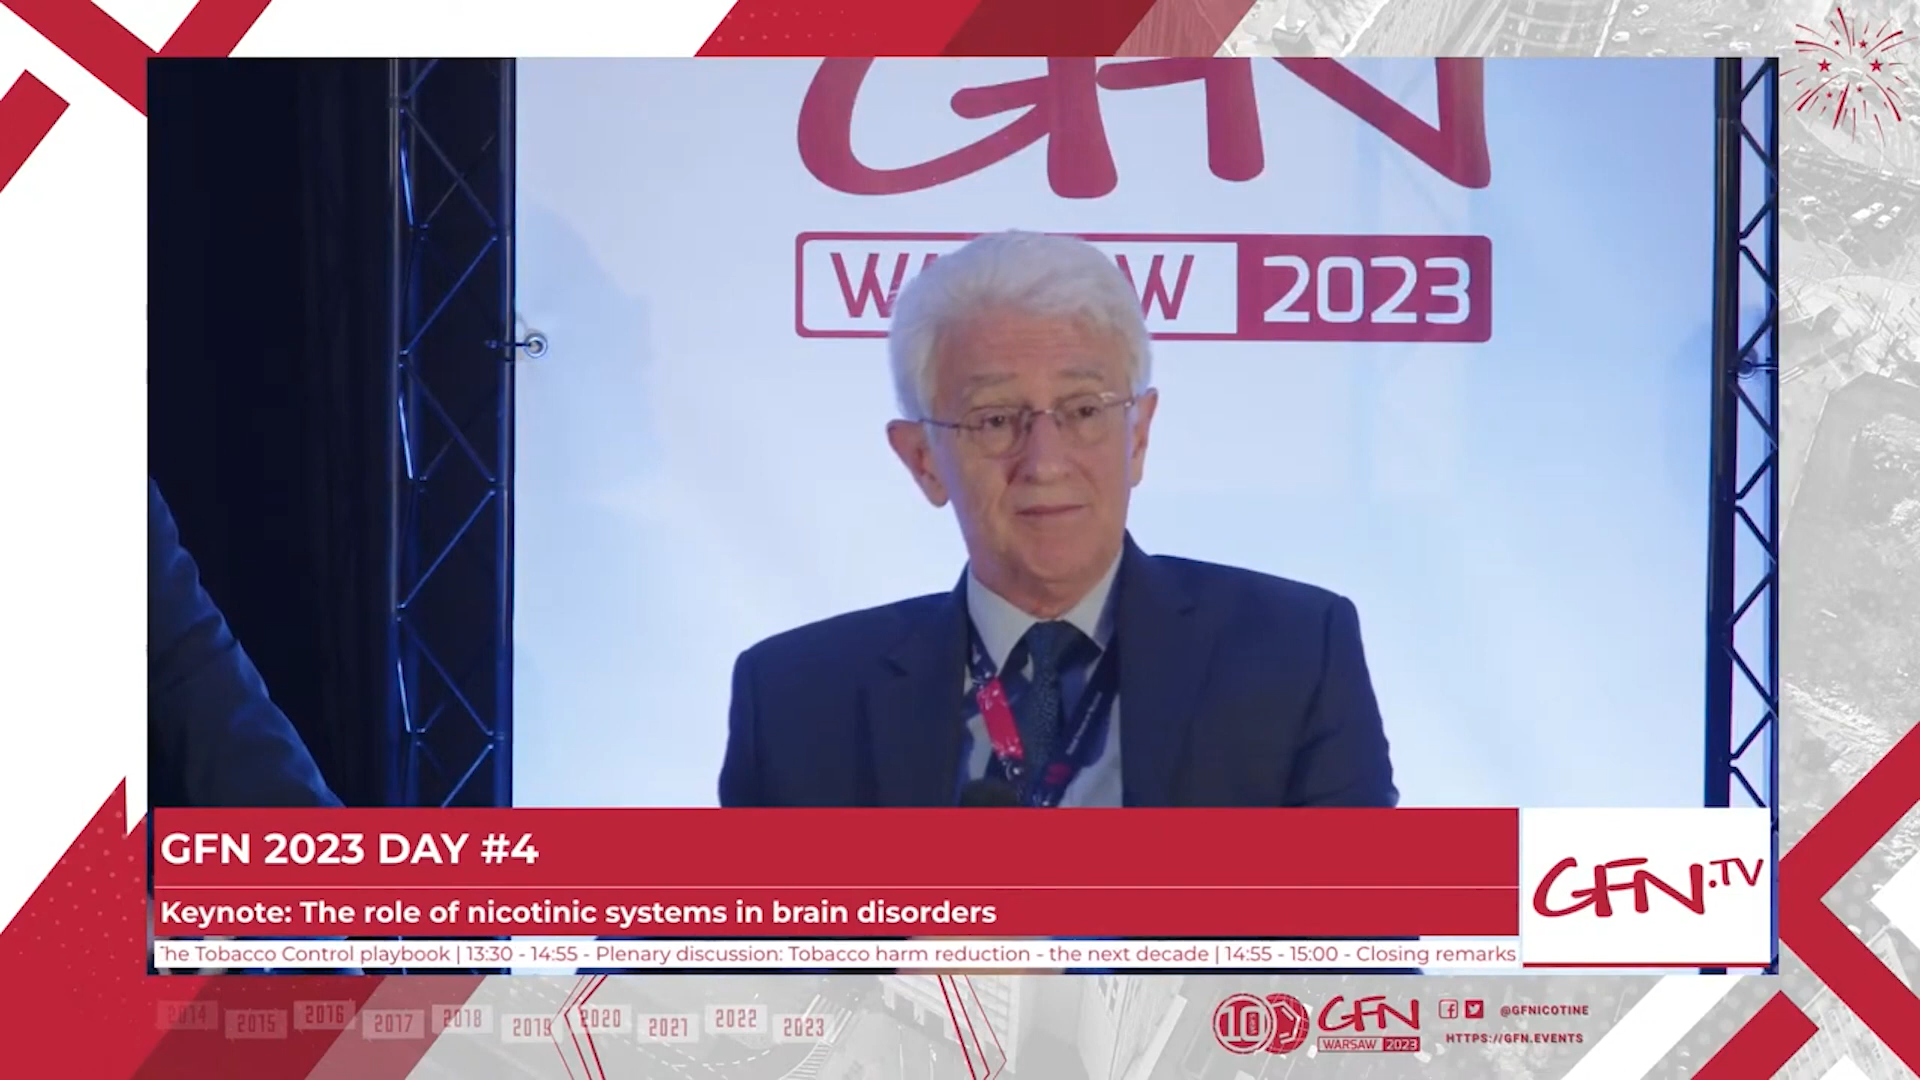 GFN
WARSAW 2023
GFN 2023 DAY #4
Keynote: The role of nicotinic systems in brain disorders
he Tobacco Control playbook | 13:30 - 14:55 - Plenary discussion: Tobacco harm reduction - the next decade | 14:55 - 15:00 - Closing remarks
GFN.TV
2014 2015 2016 2017 2018 2019 2020 2021 2022 2023
10
GFN
WARSAW 2023
@GFNICOTINE
HTTPS://GFN.EVENTS